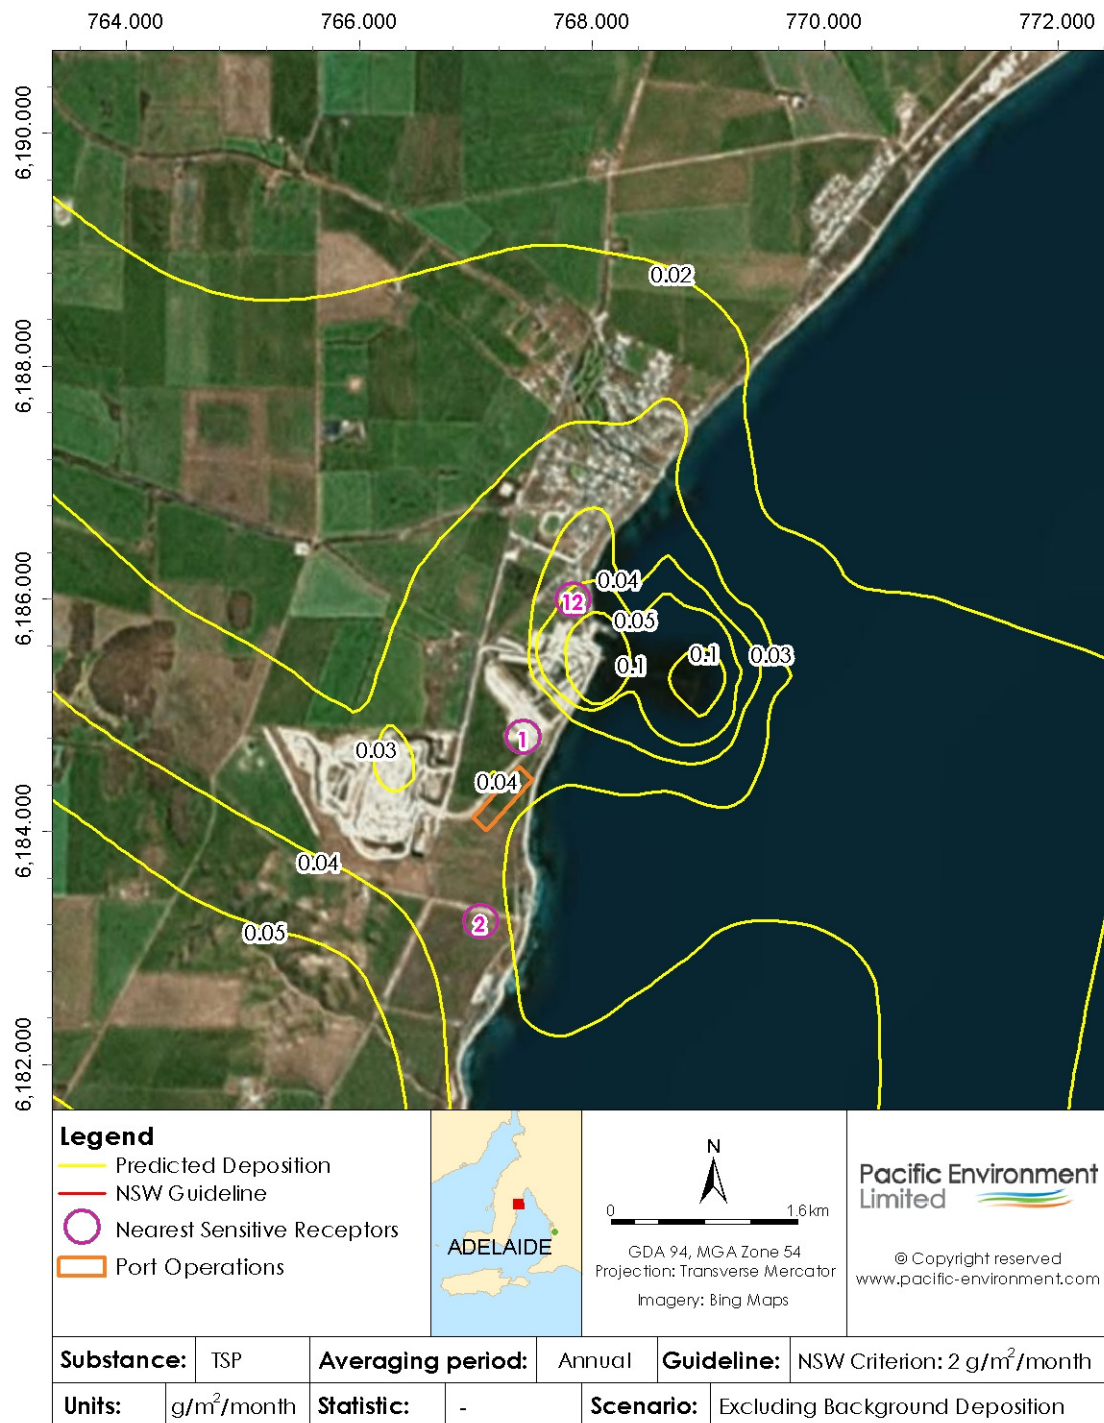 764.000 766.000 768.000 770.000 772.000
6,190.000
6,188.000
6,186.000
6,184.000
6,182.000
0.02
0.04
12
0.05
0.1
0.1
0.03
1
0.03
0.04
0.04
2
0.05
Legend
Predicted Deposition
NSW Guideline
Nearest Sensitive Receptors
Port Operations
ADELAIDE
N
0 1.6 km
GDA 94, MGA Zone 54
Projection: Transverse Mercator
Imagery: Bing Maps
Pacific Environment
Limited
© Copyright reserved
www.pacific-environment.com
Substance: TSP Averaging period: Annual Guideline: NSW Criterion: 2 g/m²/month
Units: g/m²/month Statistic: - Scenario: Excluding Background Deposition